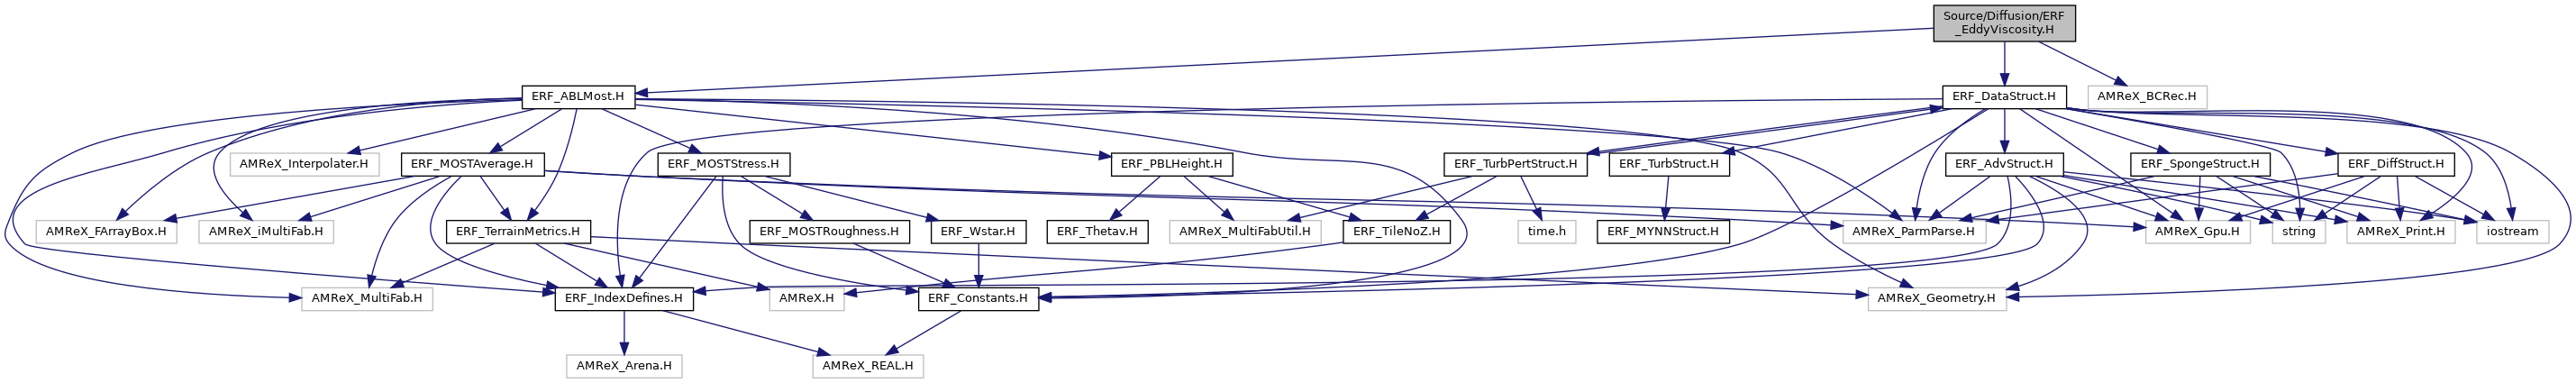 Source/Diffusion/ERF
_EddyViscosity.H
ERF_ABLMost.H
ERF_DataStruct.H
AMReX_BCRec.H
AMReX_Interpolater.H
ERF_MOSTAverage.H
ERF_MOSTStress.H
ERF_PBLHeight.H
ERF_TurbPertStruct.H
ERF_TurbStruct.H
ERF_AdvStruct.H
ERF_SpongeStruct.H
ERF_DiffStruct.H
AMReX_FArrayBox.H
AMReX_iMultiFab.H
ERF_TerrainMetrics.H
ERF_MOSTRoughness.H
ERF_Wstar.H
ERF_Thetav.H
AMReX_MultiFabUtil.H
ERF_TileNoZ.H
time.h
ERF_MYNNStruct.H
AMReX_ParmParse.H
AMReX_Gpu.H
string
AMReX_Print.H
iostream
AMReX_MultiFab.H
ERF_IndexDefines.H
AMReX.H
ERF_Constants.H
AMReX_Geometry.H
AMReX_Arena.H
AMReX_REAL.H